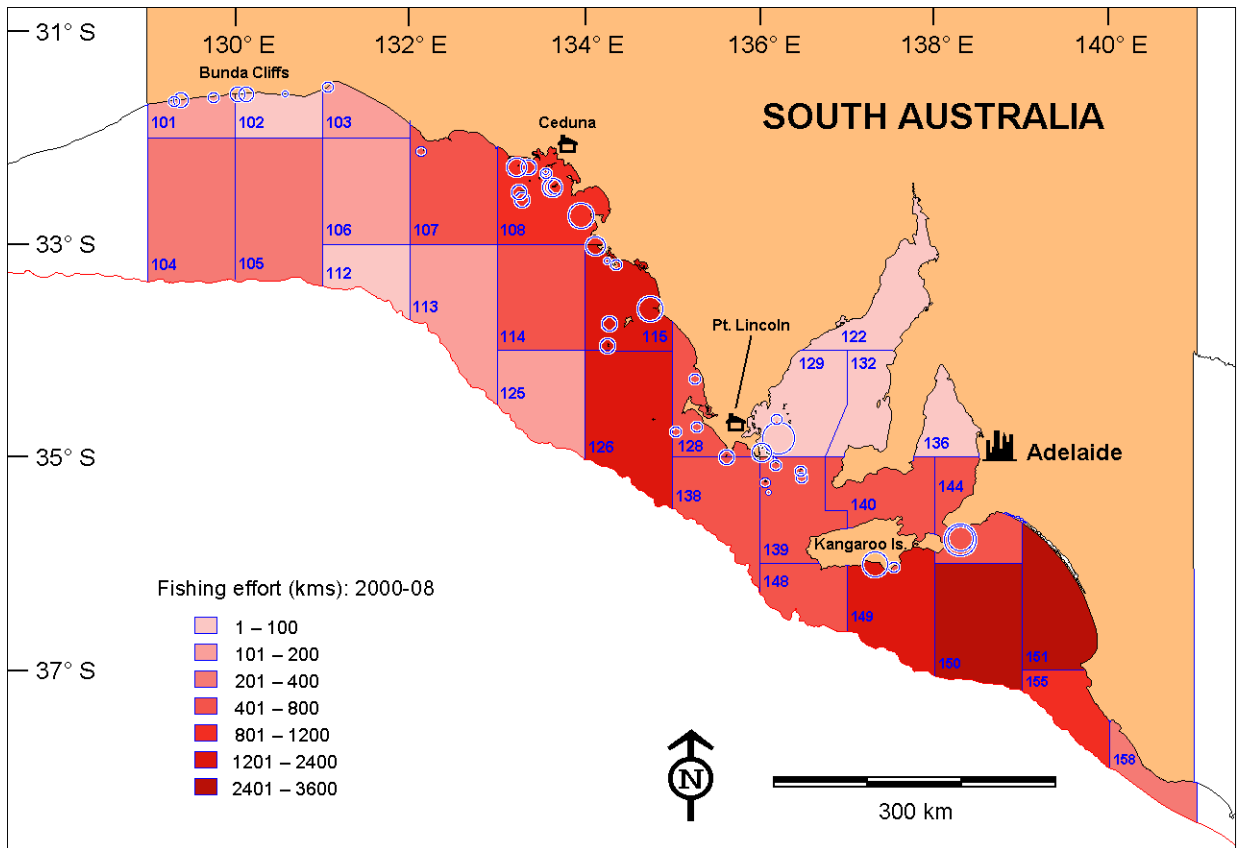 31° S
130° E
132° E
134° E
136° E
138° E
140° E
Bunda Cliffs
SOUTH AUSTRALIA
101
102
103
Ceduna
33° S
104
105
106
107
108
112
113
114
115
Pt. Lincoln
122
129
132
125
35° S
126
128
136
Adelaide
138
140
144
139
Kangaroo Is.
148
149
150
151
155
158
37° S
Fishing effort (kms): 2000-08
1 – 100
101 – 200
201 – 400
401 – 800
801 – 1200
1201 – 2400
2401 – 3600
N
300 km